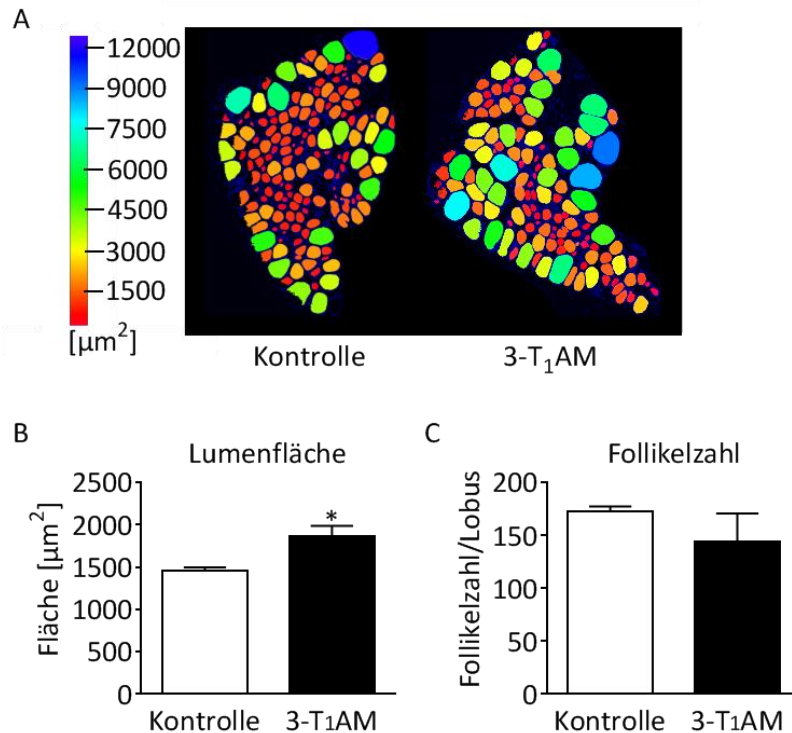 A
12000
9000
7500
6000
4500
3000
1500
[µm²]
Kontrolle
3-T₁AM
B
Lumenfläche
Fläche [µm²]
2500
2000
1500
1000
500
0
*
Kontrolle
3-T1AM
C
Follikelzahl
Follikelzahl/Lobus
200
150
100
50
0
Kontrolle
3-T1AM